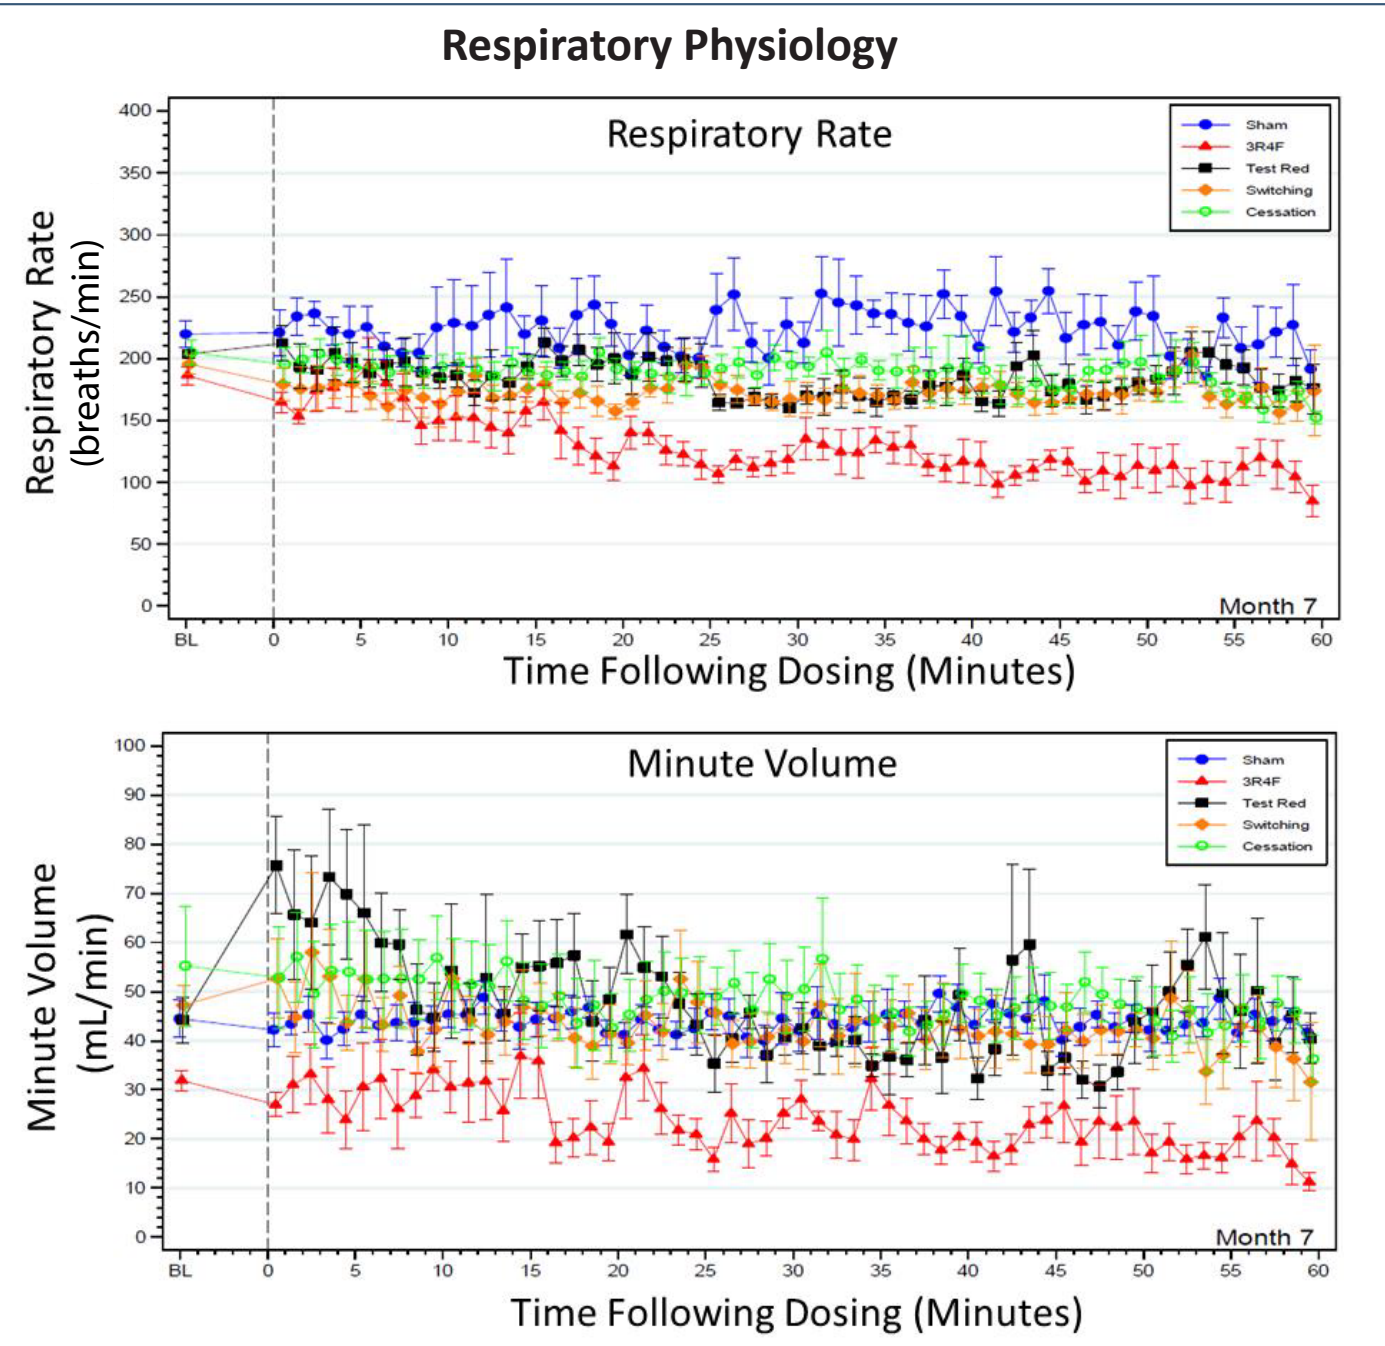 Respiratory Physiology
Respiratory Rate
Sham
3R4F
Test Red
Switching
Cessation
Respiratory Rate
(breaths/min)
400
350
300
250
200
150
100
50
0
Month 7
BL 0 5 10 15 20 25 30 35 40 45 50 55 60
Time Following Dosing (Minutes)
Minute Volume
Sham
3R4F
Test Red
Switching
Cessation
Minute Volume
(mL/min)
100
90
80
70
60
50
40
30
20
10
0
Month 7
BL 0 5 10 15 20 25 30 35 40 45 50 55 60
Time Following Dosing (Minutes)